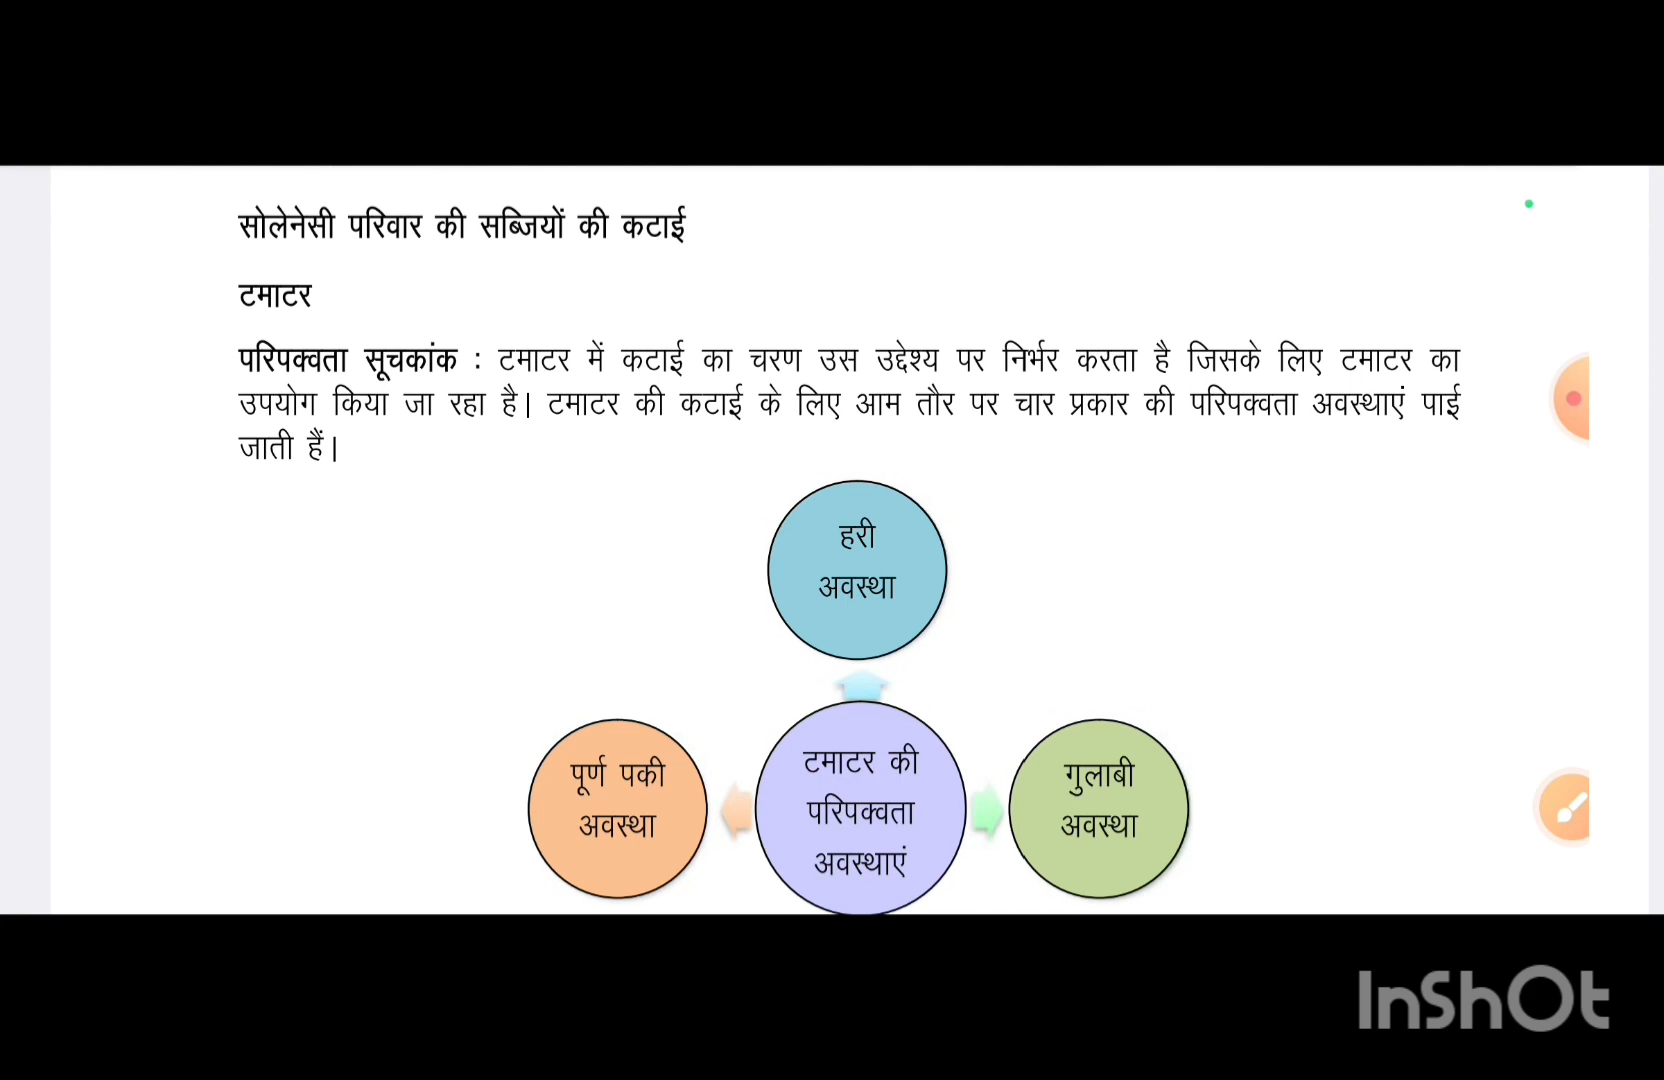 सोलेनेसी परिवार की सब्जियों की कटाई
टमाटर
परिपक्वता सूचकांक : टमाटर में कटाई का चरण उस उद्देश्य पर निर्भर करता है जिसके लिए टमाटर का
उपयोग किया जा रहा है| टमाटर की कटाई के लिए आम तौर पर चार प्रकार की परिपक्वता अवस्थाएं पाई
जाती हैं|
हरी
अवस्था
पूर्ण पकी
अवस्था
टमाटर की
परिपक्वता
अवस्थाएं
गुलाबी
अवस्था
InShOt